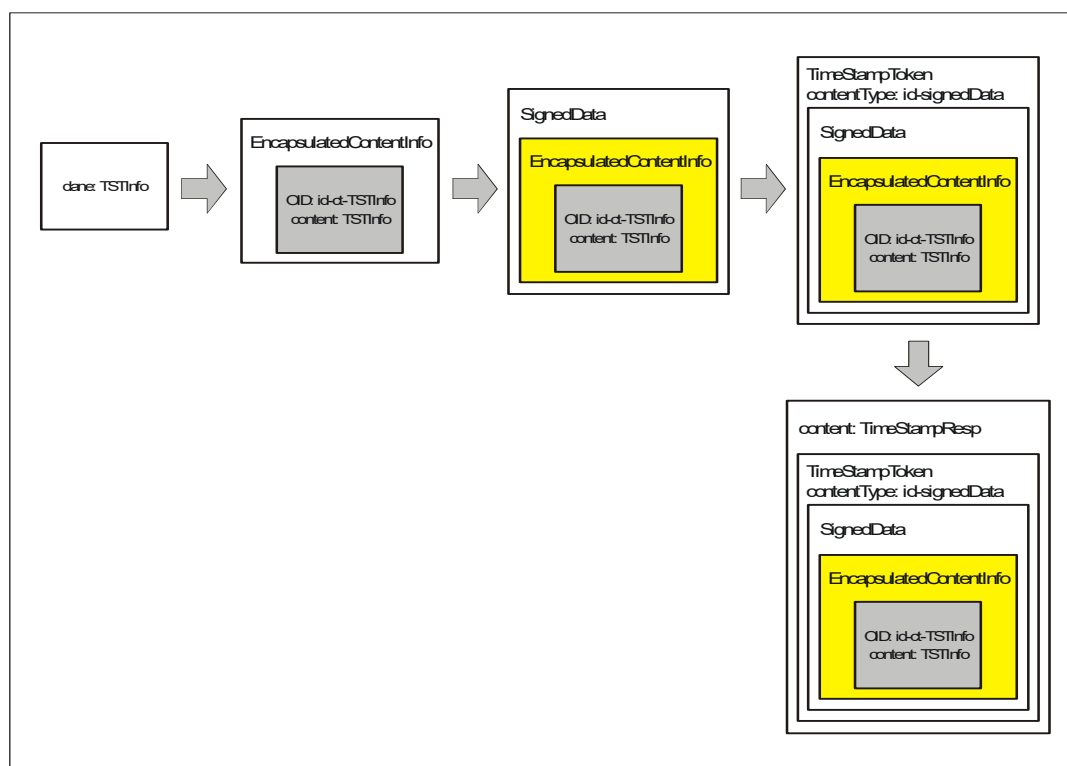 dane: TSTInfo
EncapsulatedContentInfo
OID: id-ct-TSTInfo
content: TSTInfo
SignedData
EncapsulatedContentInfo
OID: id-ct-TSTInfo
content: TSTInfo
TimeStampToken
contentType: id-signedData
SignedData
EncapsulatedContentInfo
OID: id-ct-TSTInfo
content: TSTInfo
content: TimeStampResp
TimeStampToken
contentType: id-signedData
SignedData
EncapsulatedContentInfo
OID: id-ct-TSTInfo
content: TSTInfo